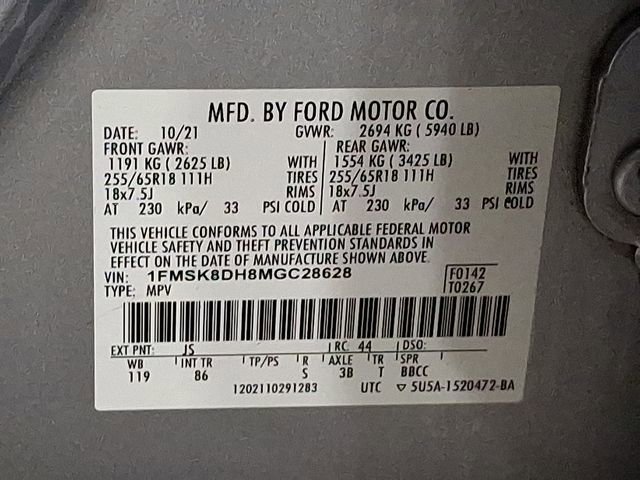 MFD. BY FORD MOTOR CO.
DATE: 10/21 GVWR: 2694 KG ( 5940 LB)
FRONT GAWR: REAR GAWR:
1191 KG ( 2625 LB) WITH 1554 KG ( 3425 LB) WITH
255/65R18 111H TIRES 255/65R18 111H TIRES
18x7.5J RIMS 18x7.5J RIMS
AT 230 kPa/ 33 PSI COLD AT 230 kPa/ 33 PSI COLD
THIS VEHICLE CONFORMS TO ALL APPLICABLE FEDERAL MOTOR
VEHICLE SAFETY AND THEFT PREVENTION STANDARDS IN
EFFECT ON THE DATE OF MANUFACTURE SHOWN ABOVE.
VIN: 1FMSK8DH8MGC28628 F0142
TYPE: MPV T0267
EXT PNT: JS RC: 44 DSO:
WB INT TR TP/PS R AXLE TR SPR
119 86 S 3B T BBCC
1202110291283 UTC ▽ 5U5A-1520472-BA